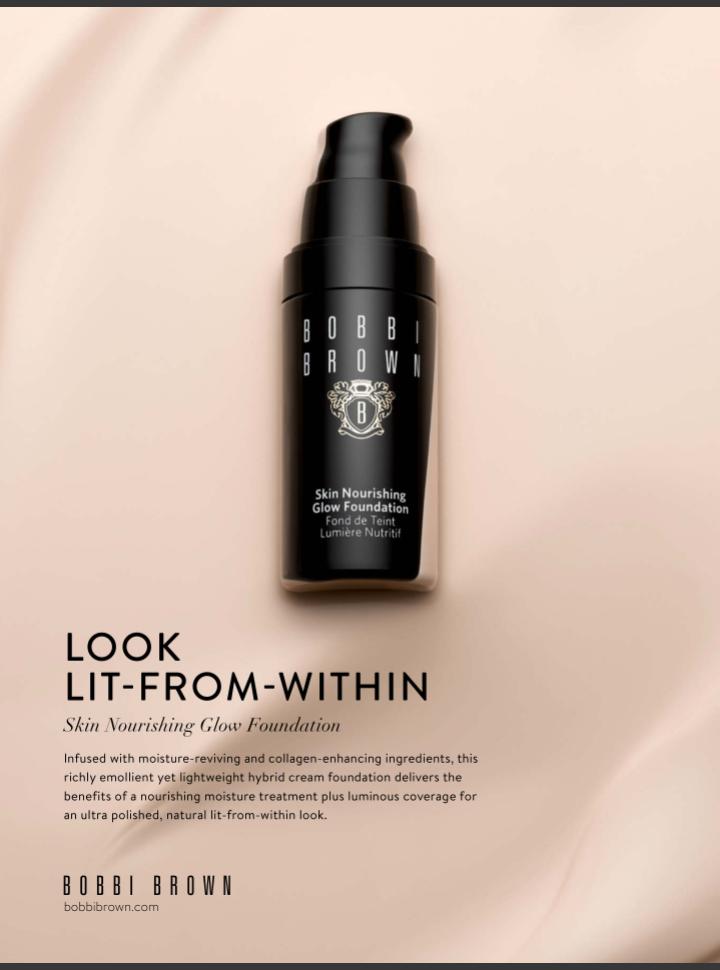 BOBBI
BROWN
B
Skin Nourishing
Glow Foundation
Fond de Teint
Lumière Nutritif
LOOK
LIT-FROM-WITHIN
Skin Nourishing Glow Foundation
Infused with moisture-reviving and collagen-enhancing ingredients, this
richly emollient yet lightweight hybrid cream foundation delivers the
benefits of a nourishing moisture treatment plus luminous coverage for
an ultra polished, natural lit-from-within look.
BOBBI BROWN
bobbibrown.com